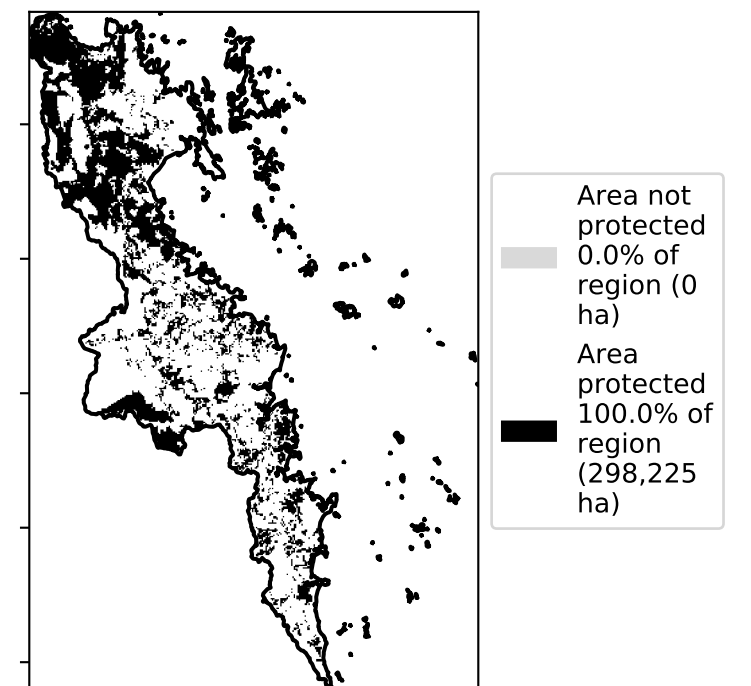 Area not
protected
0.0% of
region (0
ha)
Area
protected
100.0% of
region
(298,225
ha)